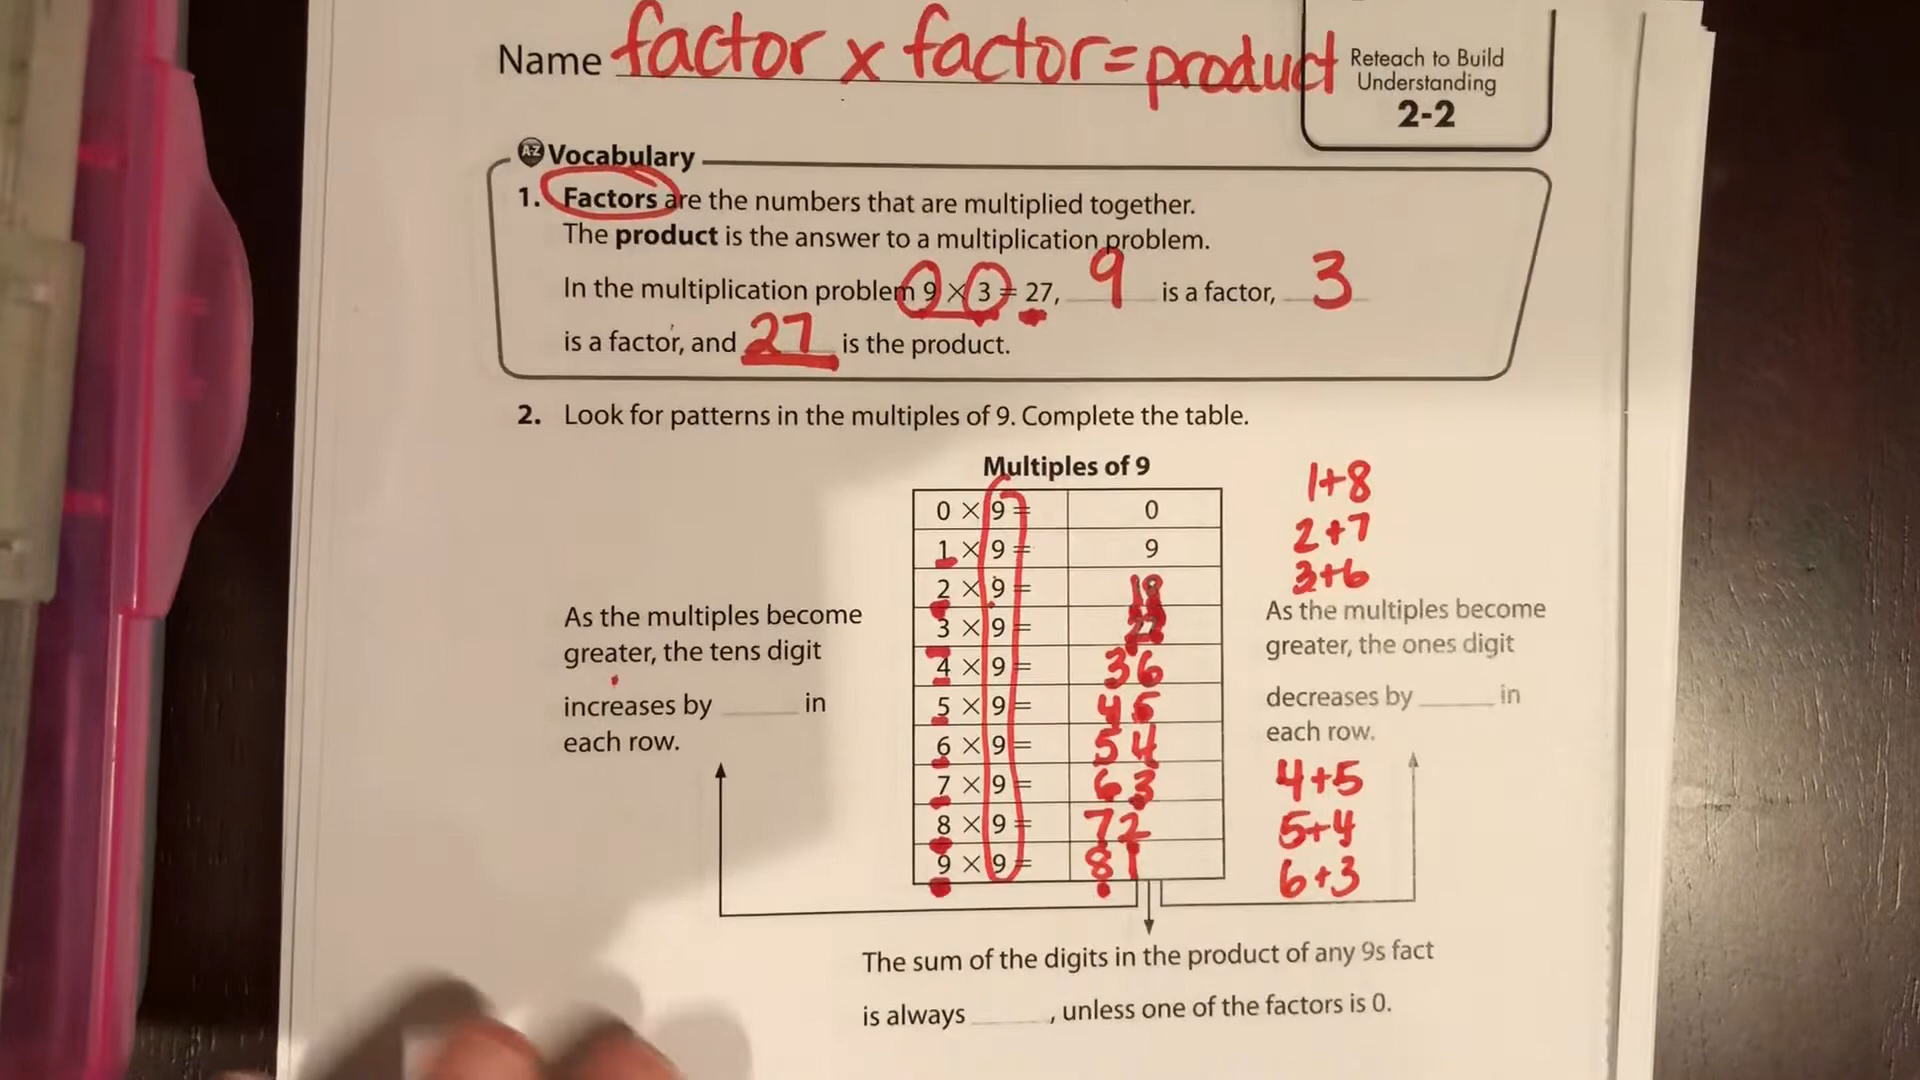 Name factor x factor = product
Reteach to Build
Understanding
2-2
A-Z Vocabulary
1. Factors are the numbers that are multiplied together.
The product is the answer to a multiplication problem.
In the multiplication problem 9 × 3 = 27, 9 is a factor, 3
is a factor, and 27 is the product.
2. Look for patterns in the multiples of 9. Complete the table.
Multiples of 9
0 × 9 = 0
1 × 9 = 9
2 × 9 = 18
3 × 9 = 27
4 × 9 = 36
5 × 9 = 45
6 × 9 = 54
7 × 9 = 63
8 × 9 = 72
9 × 9 = 81
As the multiples become
greater, the tens digit
increases by ____ in
each row.
1+8
2+7
3+6
As the multiples become
greater, the ones digit
decreases by ____ in
each row.
4+5
5+4
6+3
The sum of the digits in the product of any 9s fact
is always ____, unless one of the factors is 0.